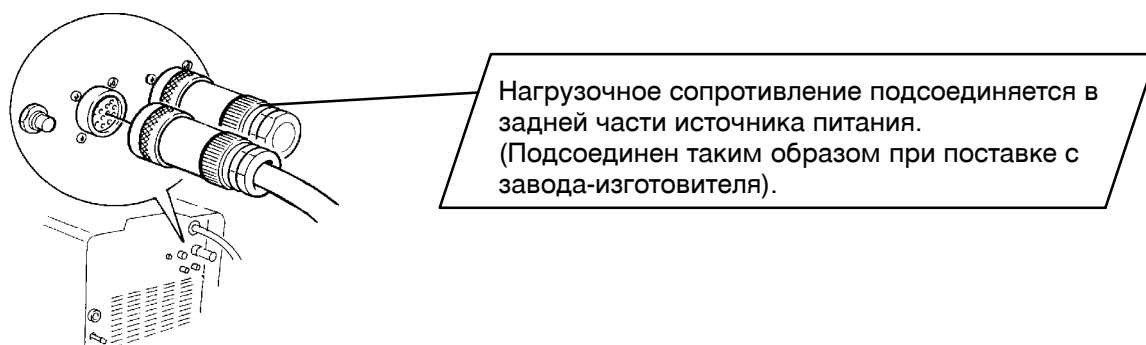 Нагрузочное сопротивление подсоединяется в
задней части источника питания.
(Подсоединен таким образом при поставке с
завода-изготовителя).